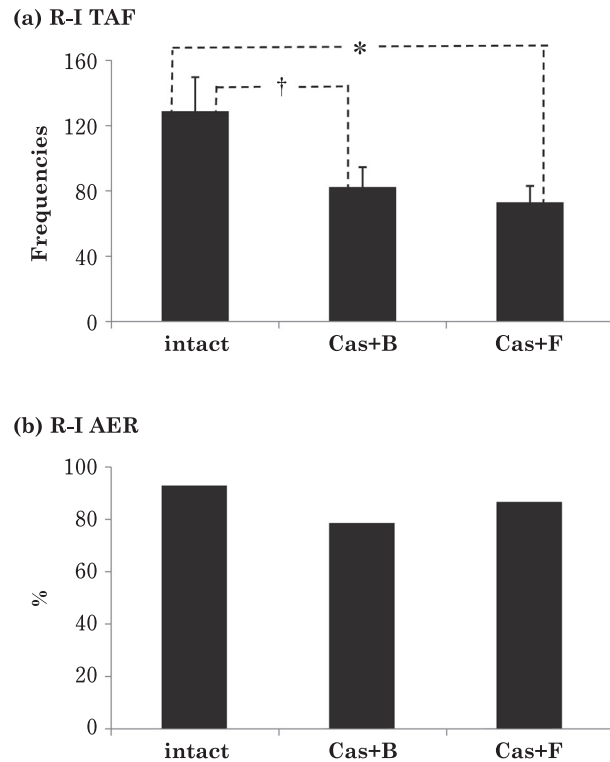 (a) R-I TAF
*
†
Frequencies
160
120
80
40
0
intact Cas+B Cas+F
(b) R-I AER
%
100
80
60
40
20
0
intact Cas+B Cas+F